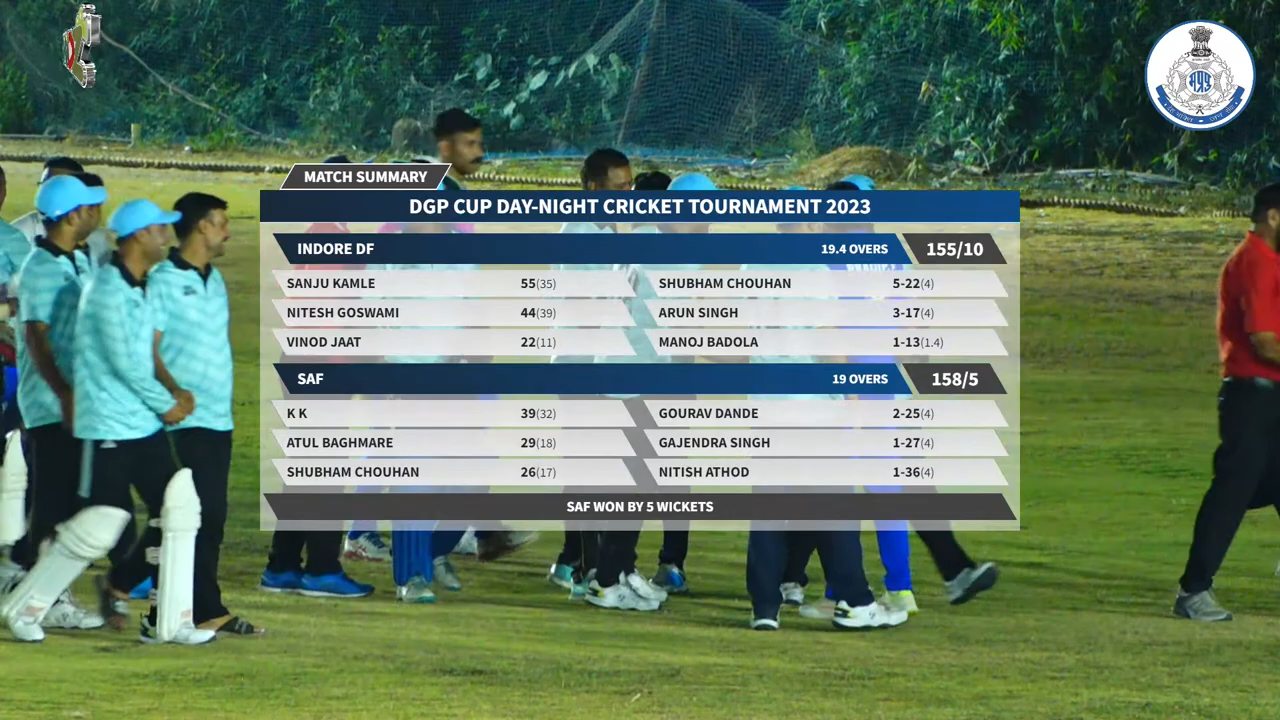 MATCH SUMMARY
DGP CUP DAY-NIGHT CRICKET TOURNAMENT 2023
INDORE DF 19.4 OVERS 155/10
SANJU KAMLE 55(35) SHUBHAM CHOUHAN 5-22(4)
NITESH GOSWAMI 44(39) ARUN SINGH 3-17(4)
VINOD JAAT 22(11) MANOJ BADOLA 1-13(1.4)
SAF 19 OVERS 158/5
K K 39(32) GOURAV DANDE 2-25(4)
ATUL BAGHMARE 29(18) GAJENDRA SINGH 1-27(4)
SHUBHAM CHOUHAN 26(17) NITISH ATHOD 1-36(4)
SAF WON BY 5 WICKETS